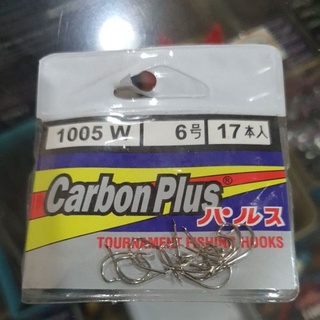 1005 W 6号 17本入
Carbon Plus®
パルス
TOURNAMENT FISHING HOOKS